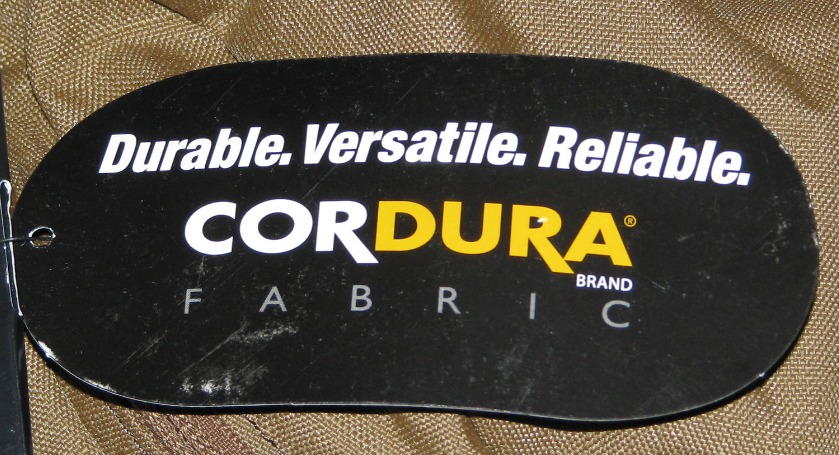 Durable. Versatile. Reliable.
CORDURA®
BRAND
FABRIC